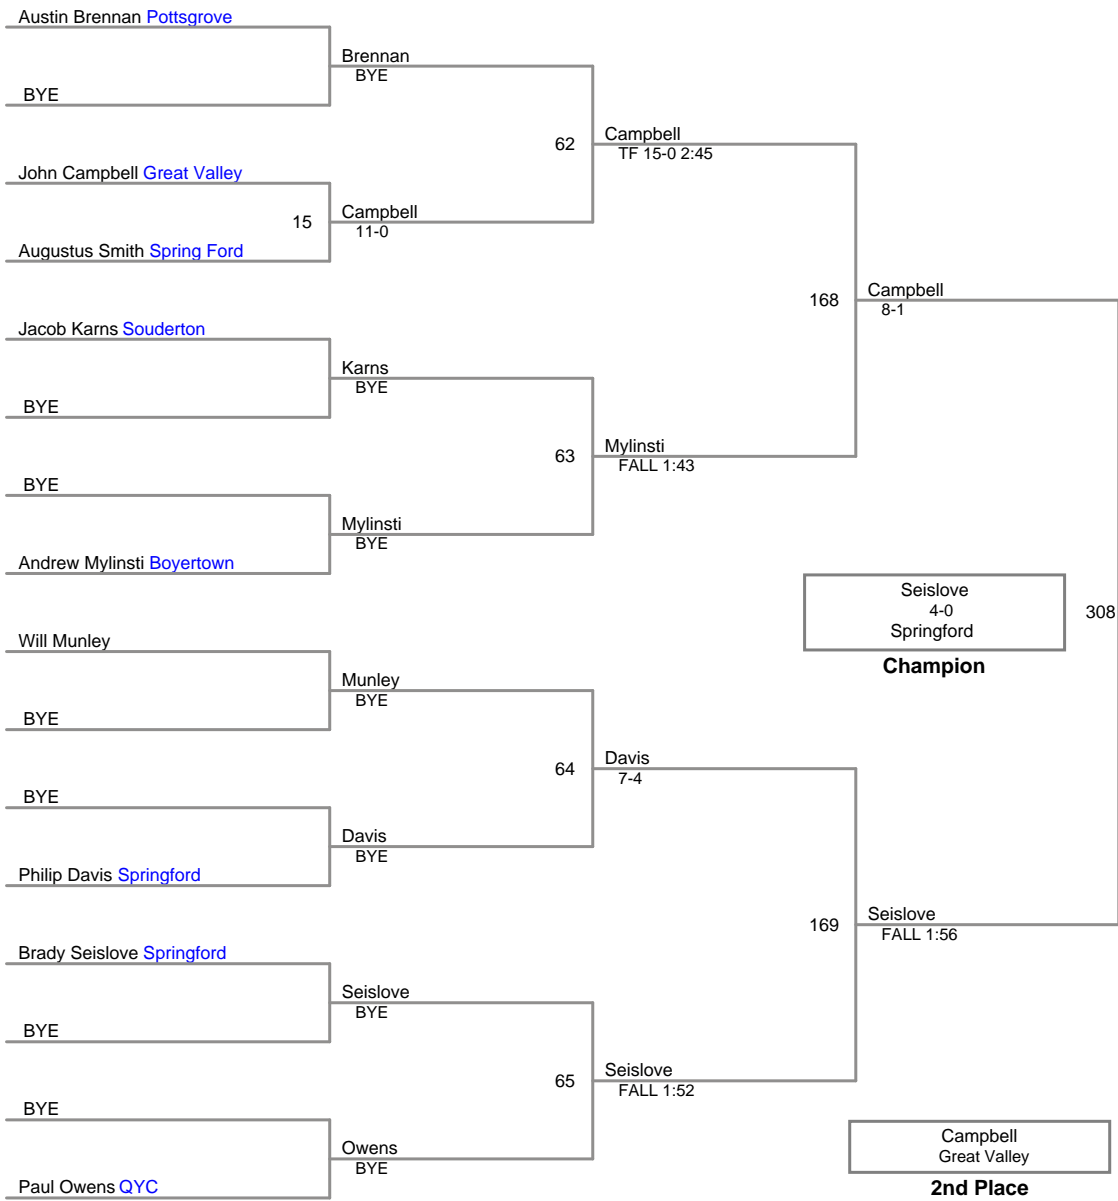 Austin Brennan Pottsgrove
Brennan
BYE
BYE
62
Campbell
TF 15-0 2:45
John Campbell Great Valley
15
Campbell
11-0
Augustus Smith Spring Ford
168
Campbell
8-1
Jacob Karns Souderton
Karns
BYE
BYE
63
Mylinsti
FALL 1:43
BYE
Mylinsti
BYE
Andrew Mylinsti Boyertown
Seislove
4-0
Springford
308
Champion
Will Munley
Munley
BYE
BYE
64
Davis
7-4
BYE
Davis
BYE
Philip Davis Springford
169
Seislove
FALL 1:56
Brady Seislove Springford
Seislove
BYE
BYE
65
Seislove
FALL 1:52
BYE
Owens
BYE
Paul Owens QYC
Campbell
Great Valley
2nd Place